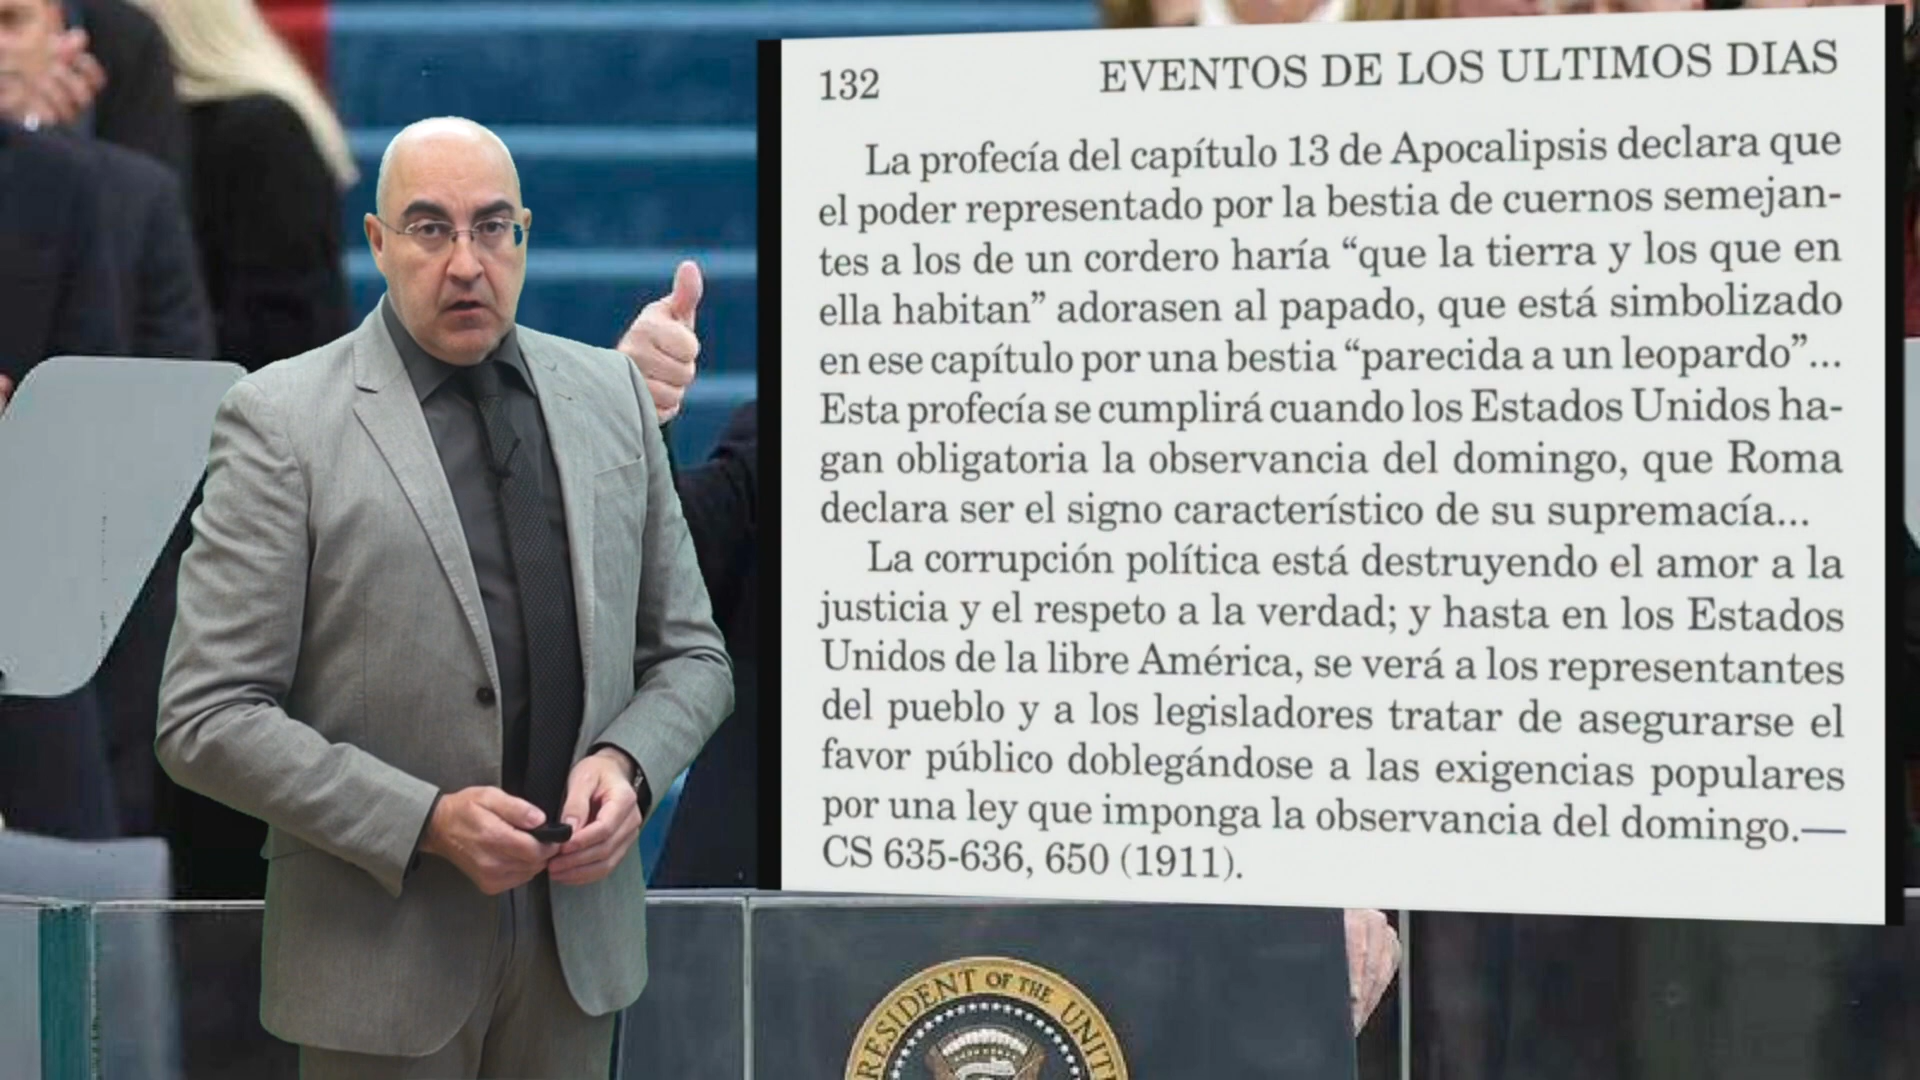 132 EVENTOS DE LOS ULTIMOS DIAS
La profecía del capítulo 13 de Apocalipsis declara que
el poder representado por la bestia de cuernos semejan-
tes a los de un cordero haría “que la tierra y los que en
ella habitan” adorasen al papado, que está simbolizado
en ese capítulo por una bestia “parecida a un leopardo”...
Esta profecía se cumplirá cuando los Estados Unidos ha-
gan obligatoria la observancia del domingo, que Roma
declara ser el signo característico de su supremacía...
La corrupción política está destruyendo el amor a la
justicia y el respeto a la verdad; y hasta en los Estados
Unidos de la libre América, se verá a los representantes
del pueblo y a los legisladores tratar de asegurarse el
favor público doblegándose a las exigencias populares
por una ley que imponga la observancia del domingo.—
CS 635-636, 650 (1911).
RESIDENT OF THE UNIT